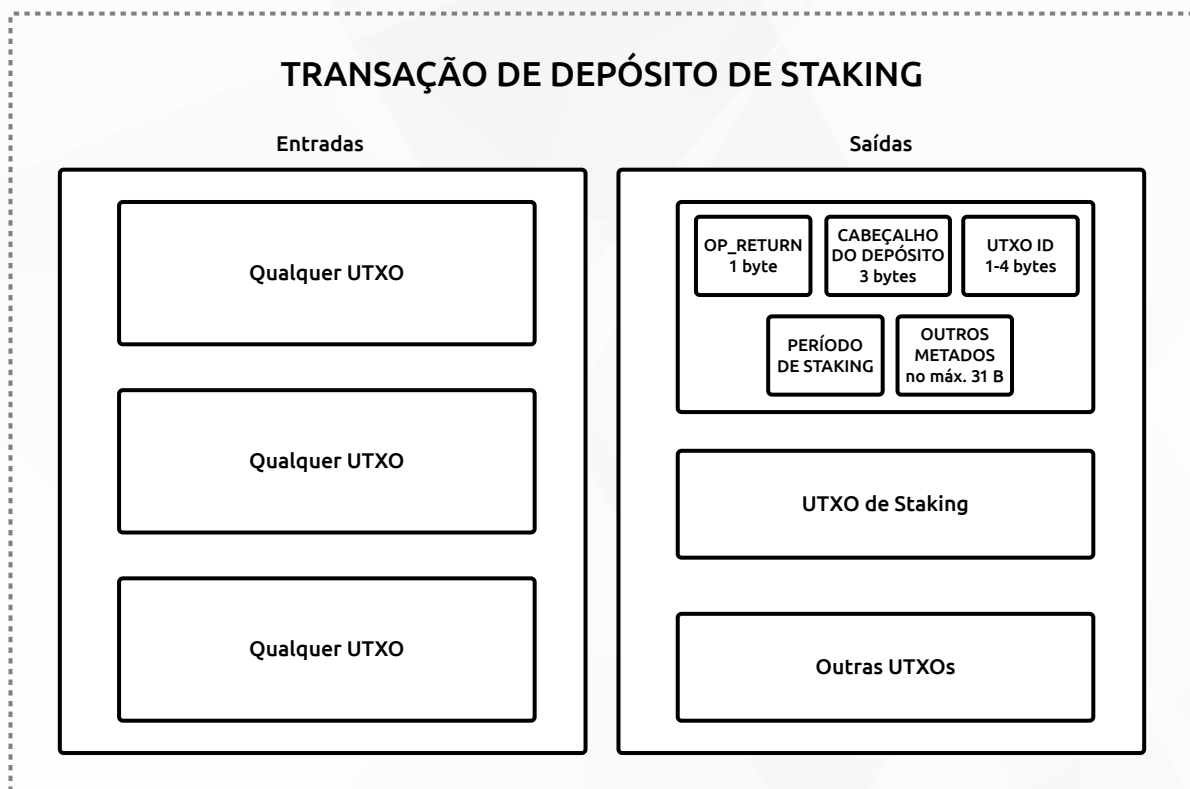 TRANSAÇÃO DE DEPÓSITO DE STAKING
Entradas
Qualquer UTXO
Qualquer UTXO
Qualquer UTXO
Saídas
OP_RETURN
1 byte
CABEÇALHO
DO DEPÓSITO
3 bytes
UTXO ID
1-4 bytes
PERÍODO
DE STAKING
OUTROS
METADOS
no máx. 31 B
UTXO de Staking
Outras UTXOs